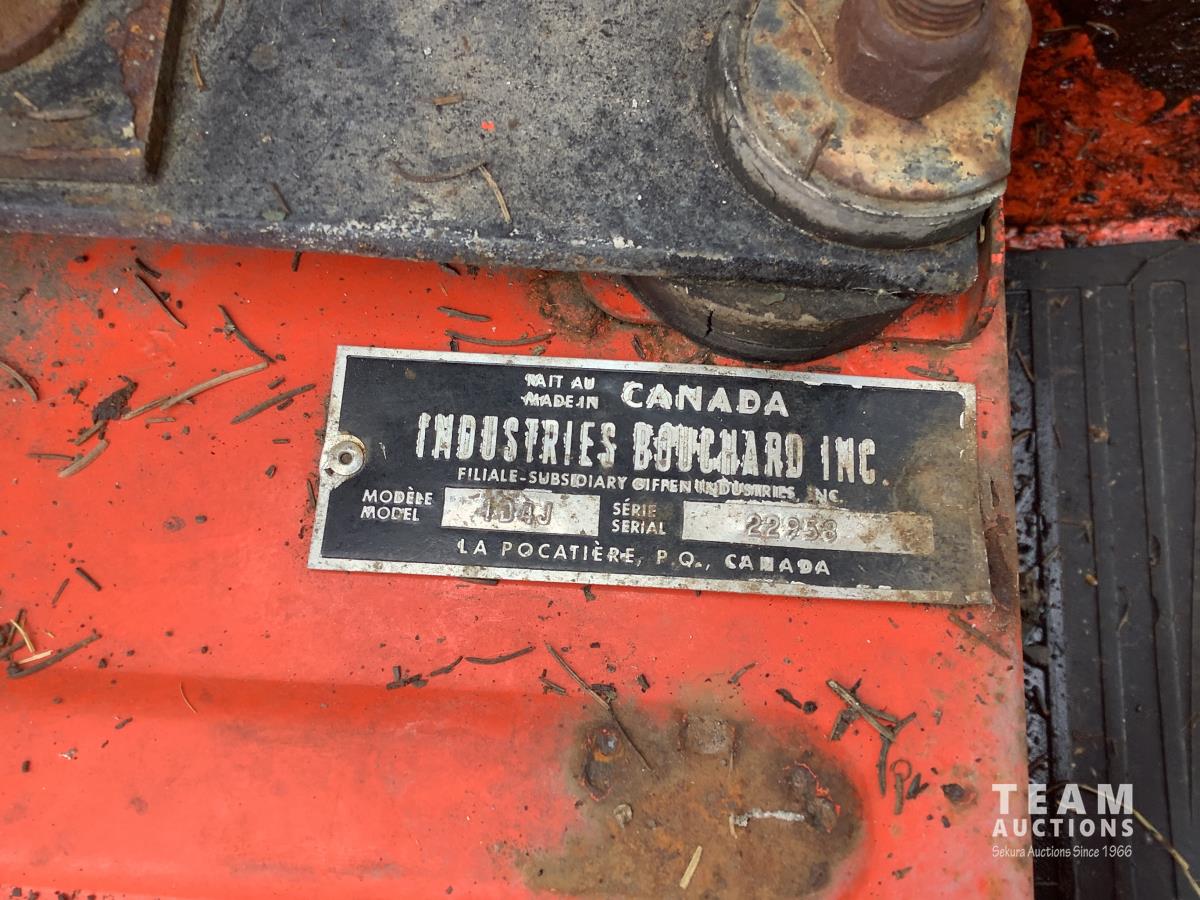 FAIT AU
MADE IN CANADA
INDUSTRIES BOUCHARD INC.
FILIALE-SUBSIDIARY GIFFEN INDUSTRIES, INC.
MODÈLE
MODEL
SÉRIE
SERIAL 22958
LA POCATIÈRE, P.Q., CANADA
TEAM
AUCTIONS
Sekura Auctions Since 1966